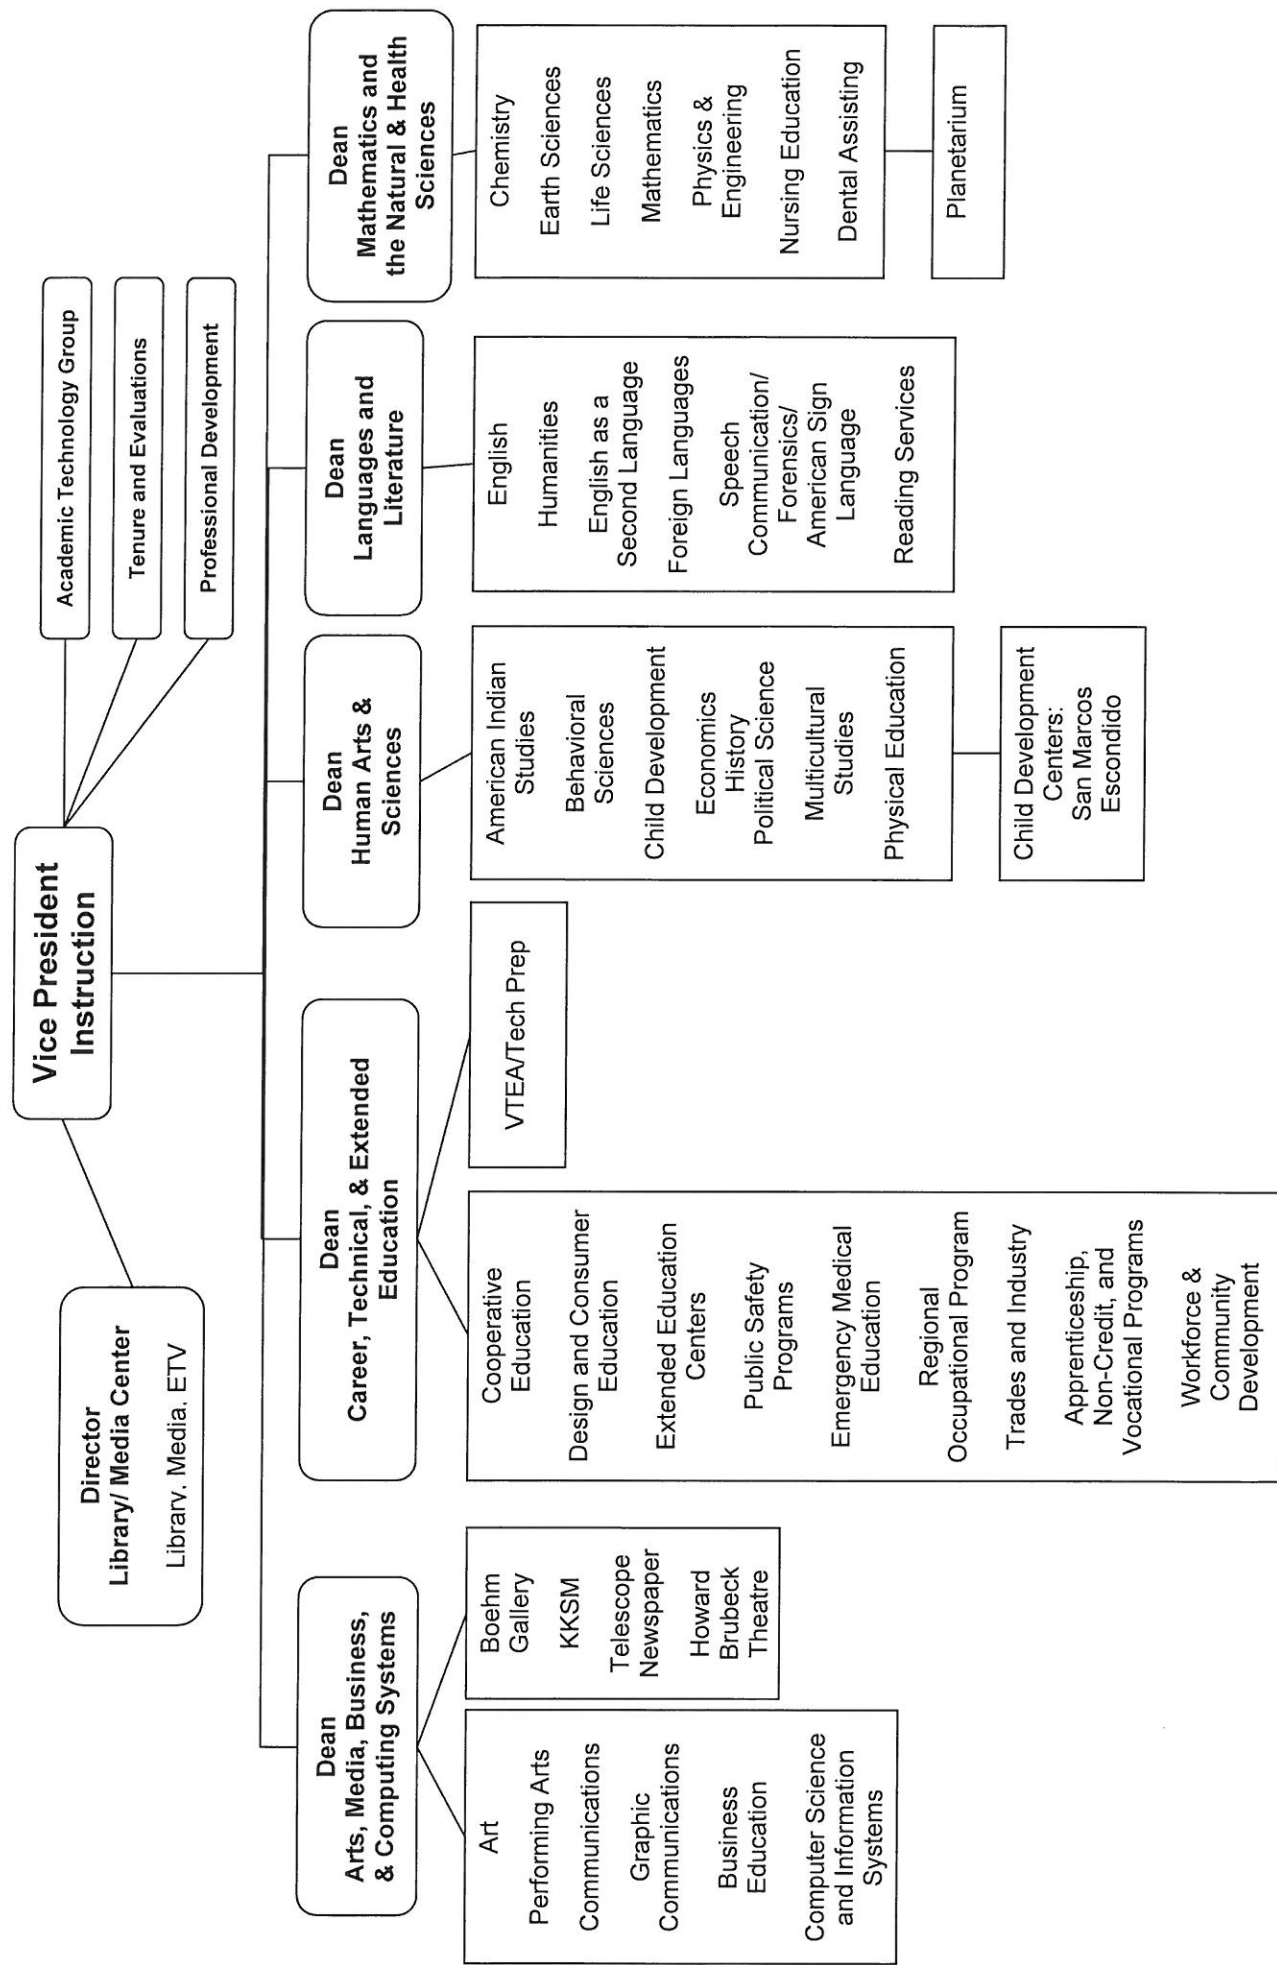 Vice President
Instruction
Academic Technology Group
Tenure and Evaluations
Professional Development
Director
Library/ Media Center
Library, Media, ETV
Dean
Arts, Media, Business,
& Computing Systems
Art
Performing Arts
Communications
Graphic
Communications
Business
Education
Computer Science
and Information
Systems
Boehm
Gallery
KKSM
Telescope
Newspaper
Howard
Brubeck
Theatre
Dean
Career, Technical, & Extended
Education
Cooperative
Education
Design and Consumer
Education
Extended Education
Centers
Public Safety
Programs
Emergency Medical
Education
Regional
Occupational Program
Trades and Industry
Apprenticeship,
Non-Credit, and
Vocational Programs
Workforce &
Community
Development
VTEA/Tech Prep
Dean
Human Arts &
Sciences
American Indian
Studies
Behavioral
Sciences
Child Development
Economics
History
Political Science
Multicultural
Studies
Physical Education
Child Development
Centers:
San Marcos
Escondido
Dean
Languages and
Literature
English
Humanities
English as a
Second Language
Foreign Languages
Speech
Communication/
Forensics/
American Sign
Language
Reading Services
Dean
Mathematics and
the Natural & Health
Sciences
Chemistry
Earth Sciences
Life Sciences
Mathematics
Physics &
Engineering
Nursing Education
Dental Assisting
Planetarium